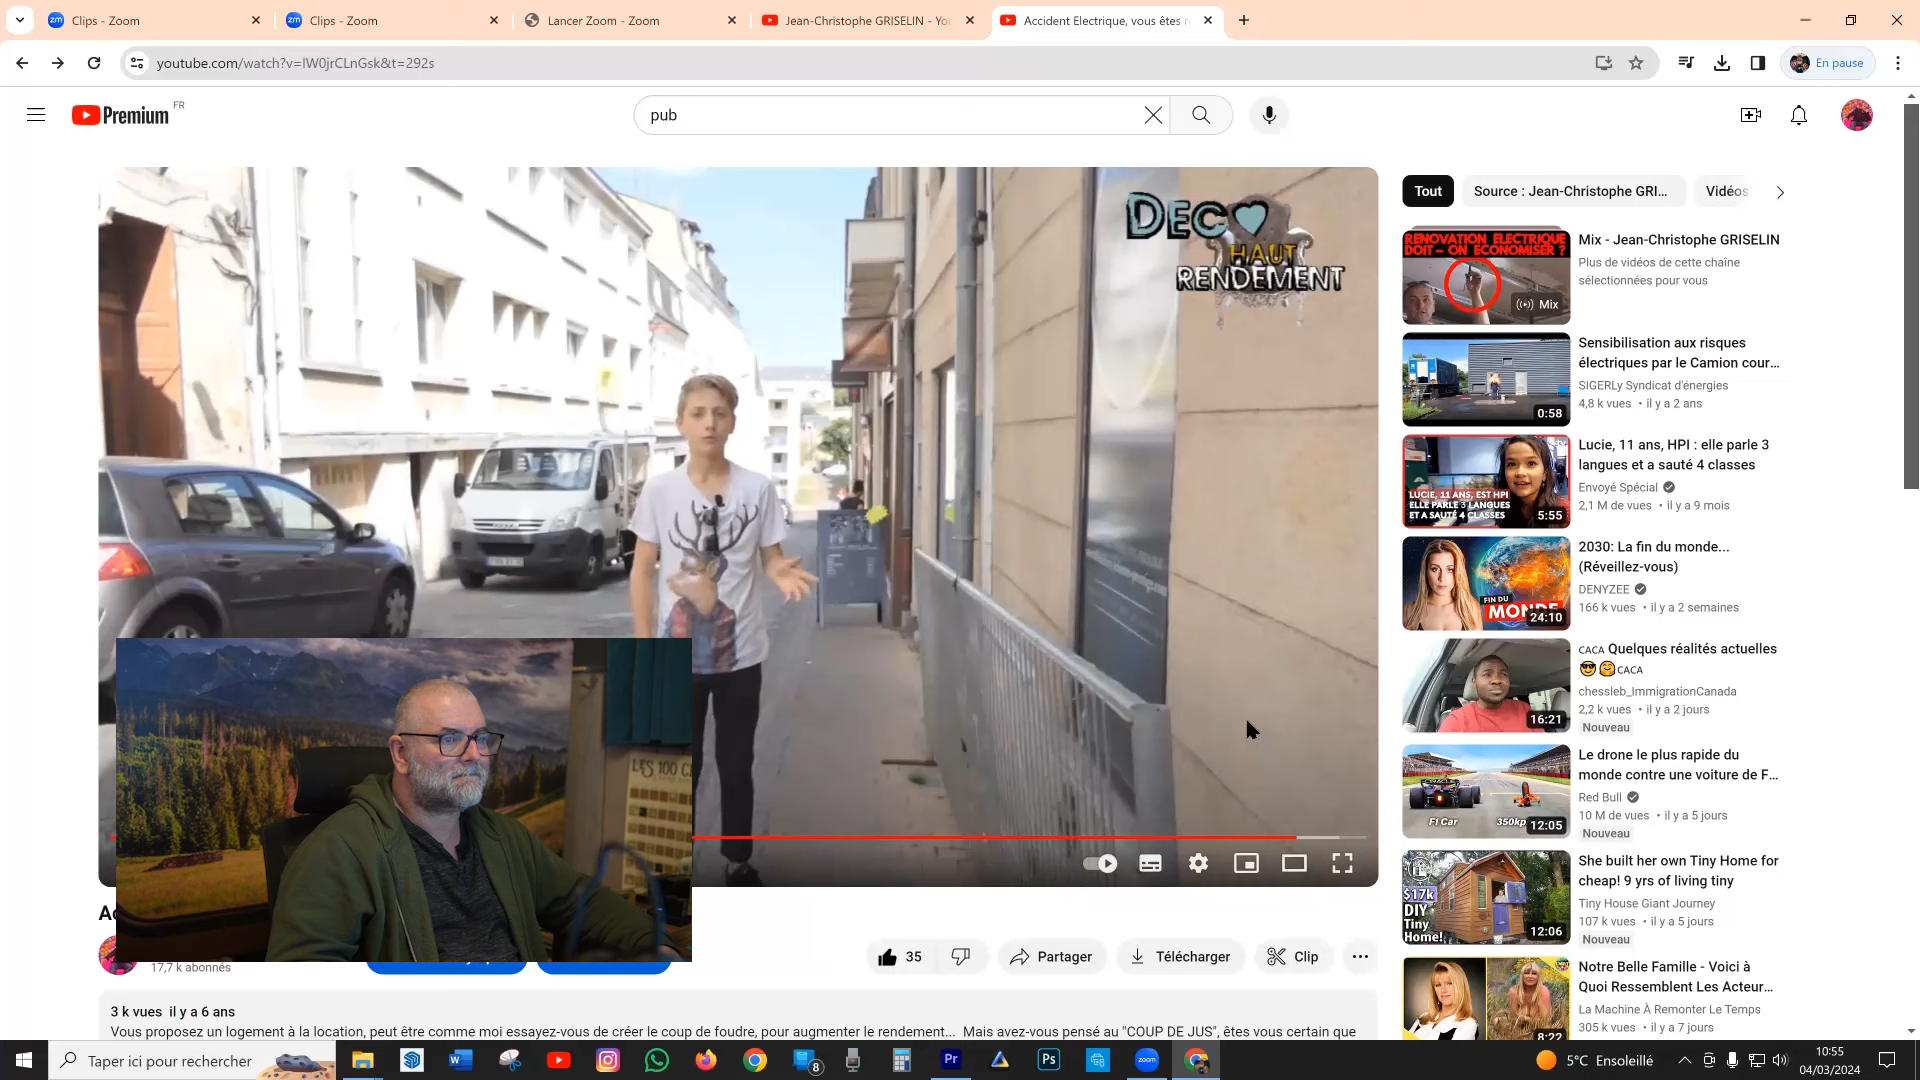 Clips - Zoom
Clips - Zoom
Lancer Zoom - Zoom
Jean-Christophe GRISELIN - Yo
Accident Electrique, vous êtes
youtube.com/watch?v=lW0jrCLnGsk&t=292s
En pause
Premium FR
pub
DECO
HAUT
RENDEMENT
LES 100
17,7 k abonnés
35
Partager
Télécharger
Clip
3 k vues il y a 6 ans
Vous proposez un logement à la location, peut être comme moi essayez-vous de créer le coup de foudre, pour augmenter le rendement... Mais avez-vous pensé au "COUP DE JUS", êtes vous certain que
Tout
Source : Jean-Christophe GRI...
Vidéos
RENOVATION ELECTRIQUE
DOIT - ON ECONOMISER ?
Mix
Mix - Jean-Christophe GRISELIN
Plus de vidéos de cette chaîne
sélectionnées pour vous
0:58
Sensibilisation aux risques
électriques par le Camion cour...
SIGERLy Syndicat d'énergies
4,8 k vues • il y a 2 ans
LUCIE, 11 ANS, EST HPI
ELLE PARLE 3 LANGUES
ET A SAUTÉ 4 CLASSES
5:55
Lucie, 11 ans, HPI : elle parle 3
langues et a sauté 4 classes
Envoyé Spécial
2,1 M de vues • il y a 9 mois
FIN DU
MONDE
24:10
2030: La fin du monde...
(Réveillez-vous)
DENYZEE
166 k vues • il y a 2 semaines
16:21
CACA Quelques réalités actuelles
😎🤗CACA
chessleb_ImmigrationCanada
2,2 k vues • il y a 2 jours
Nouveau
F1 Car
350kp
12:05
Le drone le plus rapide du
monde contre une voiture de F...
Red Bull
10 M de vues • il y a 5 jours
Nouveau
$17k
DIY
Tiny
Home!
12:06
She built her own Tiny Home for
cheap! 9 yrs of living tiny
Tiny House Giant Journey
107 k vues • il y a 5 jours
Nouveau
8:22
Notre Belle Famille - Voici à
Quoi Ressemblent Les Acteur...
La Machine À Remonter Le Temps
305 k vues • il y a 7 jours
Taper ici pour rechercher
8
Pr
Ps
zoom
5°C Ensoleillé
10:55
04/03/2024